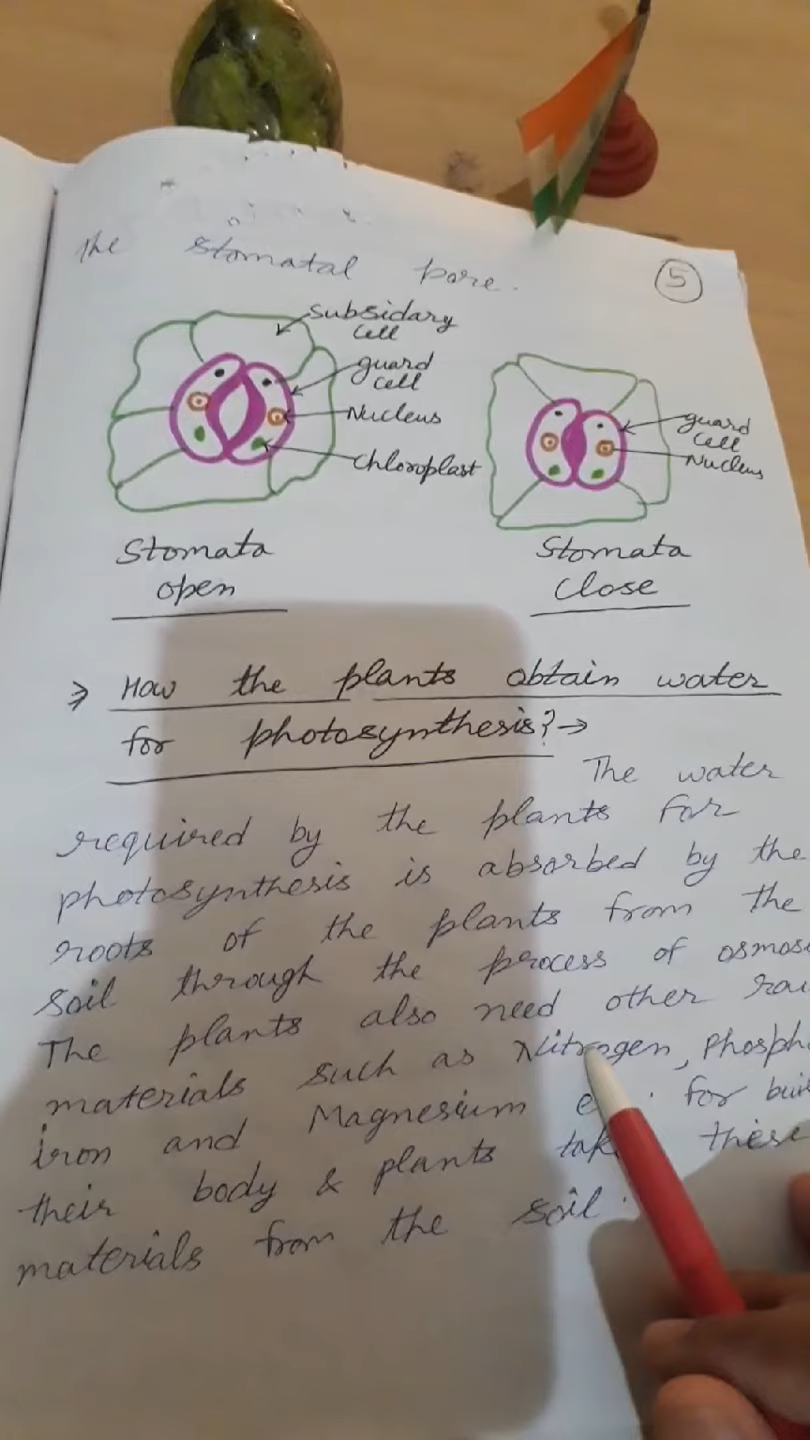 the stomatal pore.
5
subsidary
cell
guard
cell
Nucleus
chloroplast
guard
cell
Nucleus
Stomata
open
Stomata
close
⇒ How the plants obtain water
for photosynthesis? →
The water
required by the plants for
photosynthesis is absorbed by the
roots of the plants from the
soil through the process of osmos
The plants also need other raw
materials such as Nitrogen, Phosph
iron and Magnesium for buil
their body & plants take these
materials from the soil.